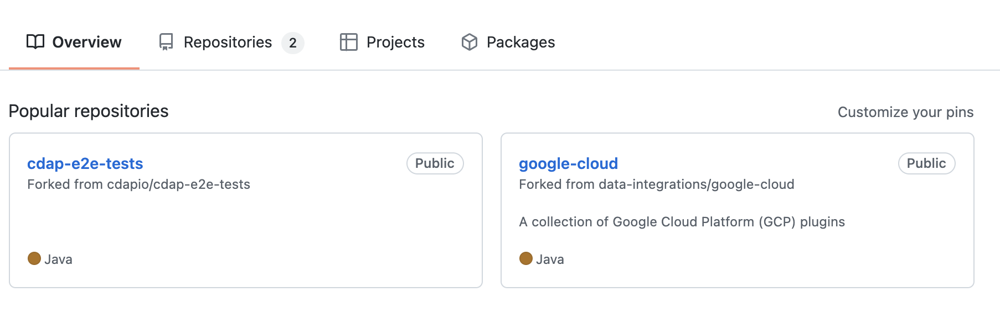 Overview Repositories 2 Projects Packages
Popular repositories Customize your pins
cdap-e2e-tests Public
Forked from cdapio/cdap-e2e-tests
Java
google-cloud Public
Forked from data-integrations/google-cloud
A collection of Google Cloud Platform (GCP) plugins
Java